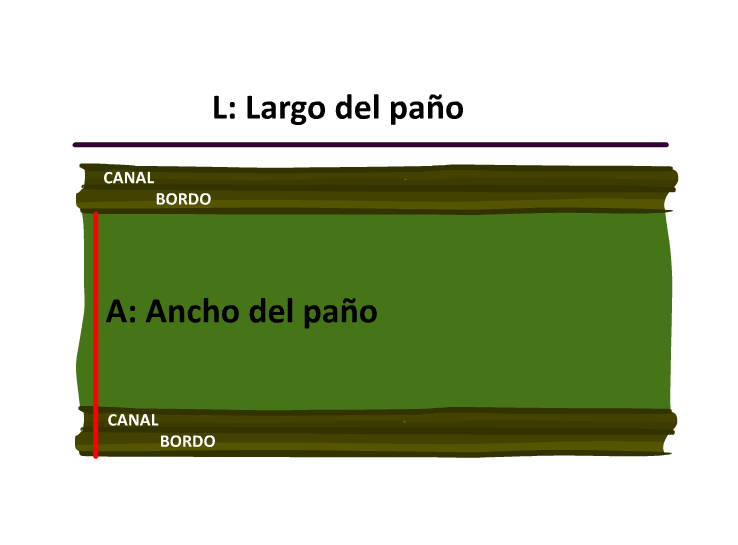 L: Largo del paño
CANAL
BORDO
A: Ancho del paño
CANAL
BORDO